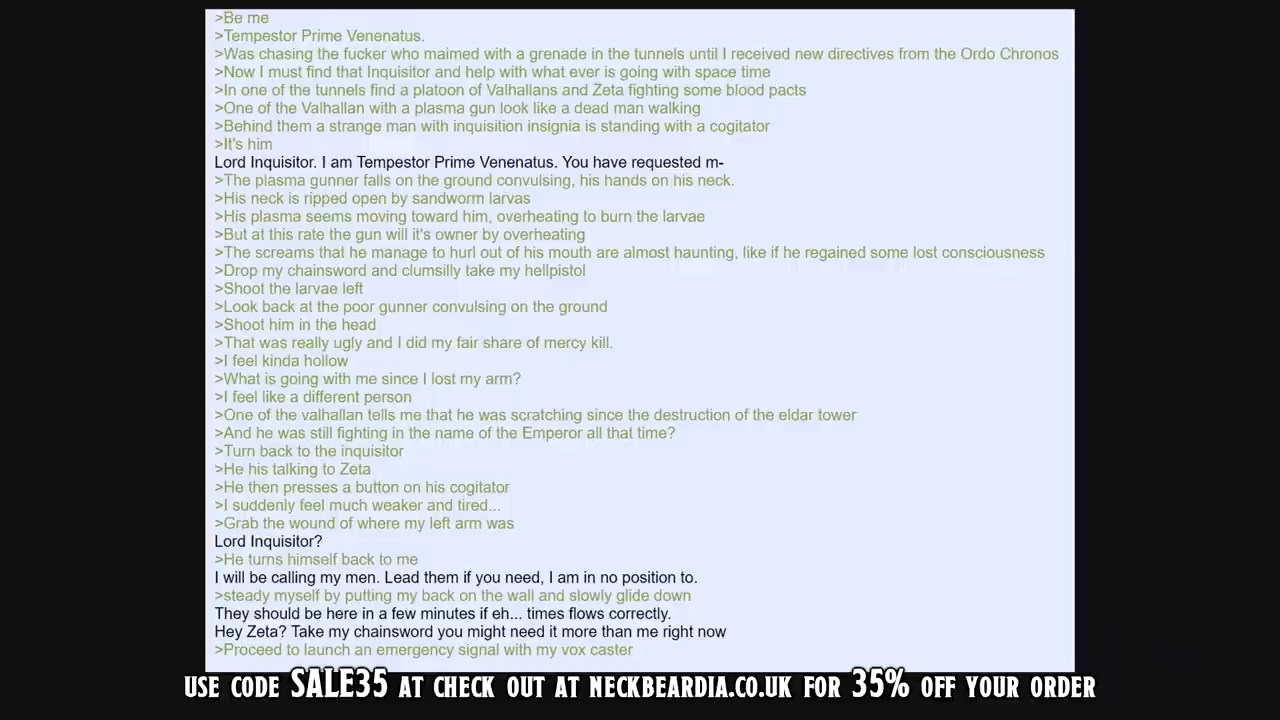 >Be me
>Tempestor Prime Venenatus.
>Was chasing the fucker who maimed with a grenade in the tunnels until I received new directives from the Ordo Chronos
>Now I must find that Inquisitor and help with what ever is going with space time
>In one of the tunnels find a platoon of Valhallans and Zeta fighting some blood pacts
>One of the Valhallan with a plasma gun look like a dead man walking
>Behind them a strange man with inquisition insignia is standing with a cogitator
>It's him
Lord Inquisitor. I am Tempestor Prime Venenatus. You have requested m-
>The plasma gunner falls on the ground convulsing, his hands on his neck.
>His neck is ripped open by sandworm larvas
>His plasma seems moving toward him, overheating to burn the larvae
>But at this rate the gun will it's owner by overheating
>The screams that he manage to hurl out of his mouth are almost haunting, like if he regained some lost consciousness
>Drop my chainsword and clumsilly take my hellpistol
>Shoot the larvae left
>Look back at the poor gunner convulsing on the ground
>Shoot him in the head
>That was really ugly and I did my fair share of mercy kill.
>I feel kinda hollow
>What is going with me since I lost my arm?
>I feel like a different person
>One of the valhallan tells me that he was scratching since the destruction of the eldar tower
>And he was still fighting in the name of the Emperor all that time?
>Turn back to the inquisitor
>He his talking to Zeta
>He then presses a button on his cogitator
>I suddenly feel much weaker and tired...
>Grab the wound of where my left arm was
Lord Inquisitor?
>He turns himself back to me
I will be calling my men. Lead them if you need, I am in no position to.
>steady myself by putting my back on the wall and slowly glide down
They should be here in a few minutes if eh... times flows correctly.
Hey Zeta? Take my chainsword you might need it more than me right now
>Proceed to launch an emergency signal with my vox caster
USE CODE SALE35 AT CHECK OUT AT NECKBEARDIA.CO.UK FOR 35% OFF YOUR ORDER